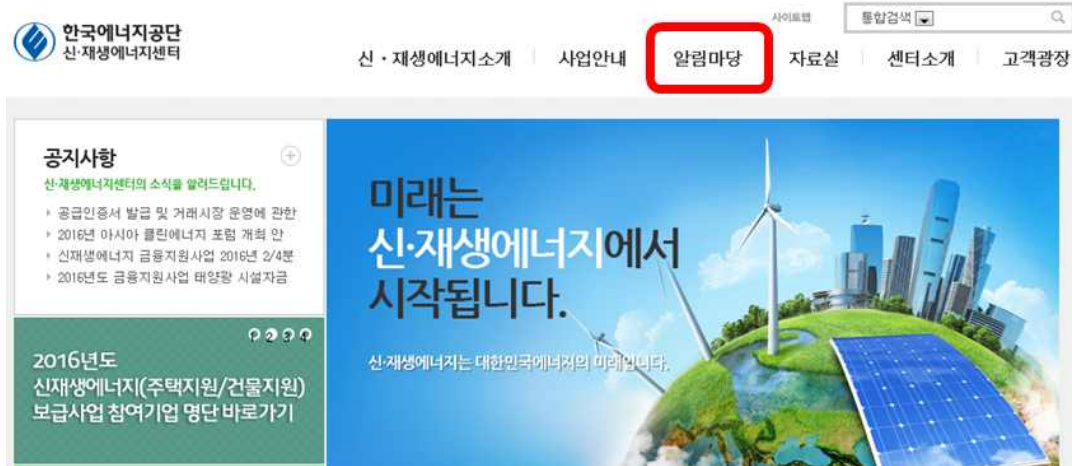 한국에너지공단
신·재생에너지센터
사이트맵
통합검색
신·재생에너지소개
사업안내
알림마당
자료실
센터소개
고객광장
공지사항
신·재생에너지센터의 소식을 알려드립니다.
공급인증서 발급 및 거래시장 운영에 관한
2016년 아시아 클린에너지 포럼 개최 안
신재생에너지 금융지원사업 2016년 2/4분
2016년도 금융지원사업 태양광 시설자금
2016년도
신재생에너지(주택지원/건물지원)
보급사업 참여기업 명단 바로가기
미래는
신·재생에너지에서
시작됩니다.
신·재생에너지는 대한민국에너지의 미래입니다.